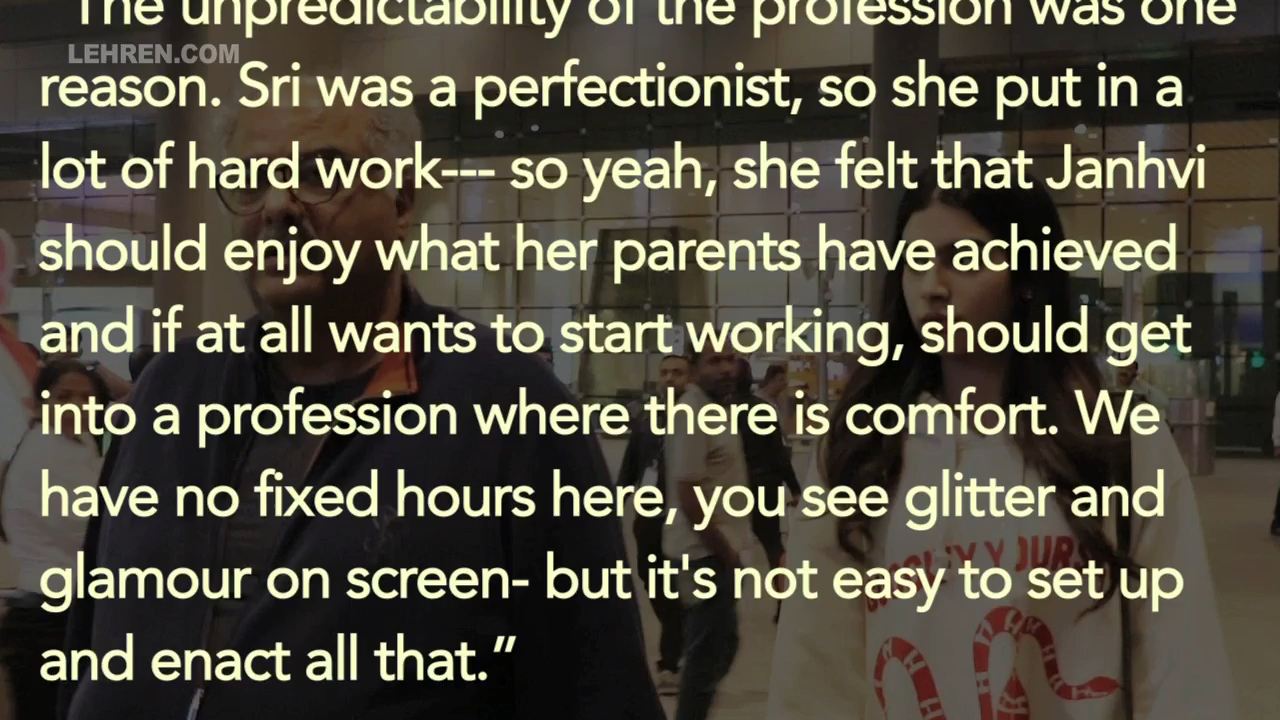 "The unpredictability of the profession was one
LEHREN.COM
reason. Sri was a perfectionist, so she put in a
lot of hard work--- so yeah, she felt that Janhvi
should enjoy what her parents have achieved
and if at all wants to start working, should get
into a profession where there is comfort. We
have no fixed hours here, you see glitter and
glamour on screen- but it's not easy to set up
and enact all that.”